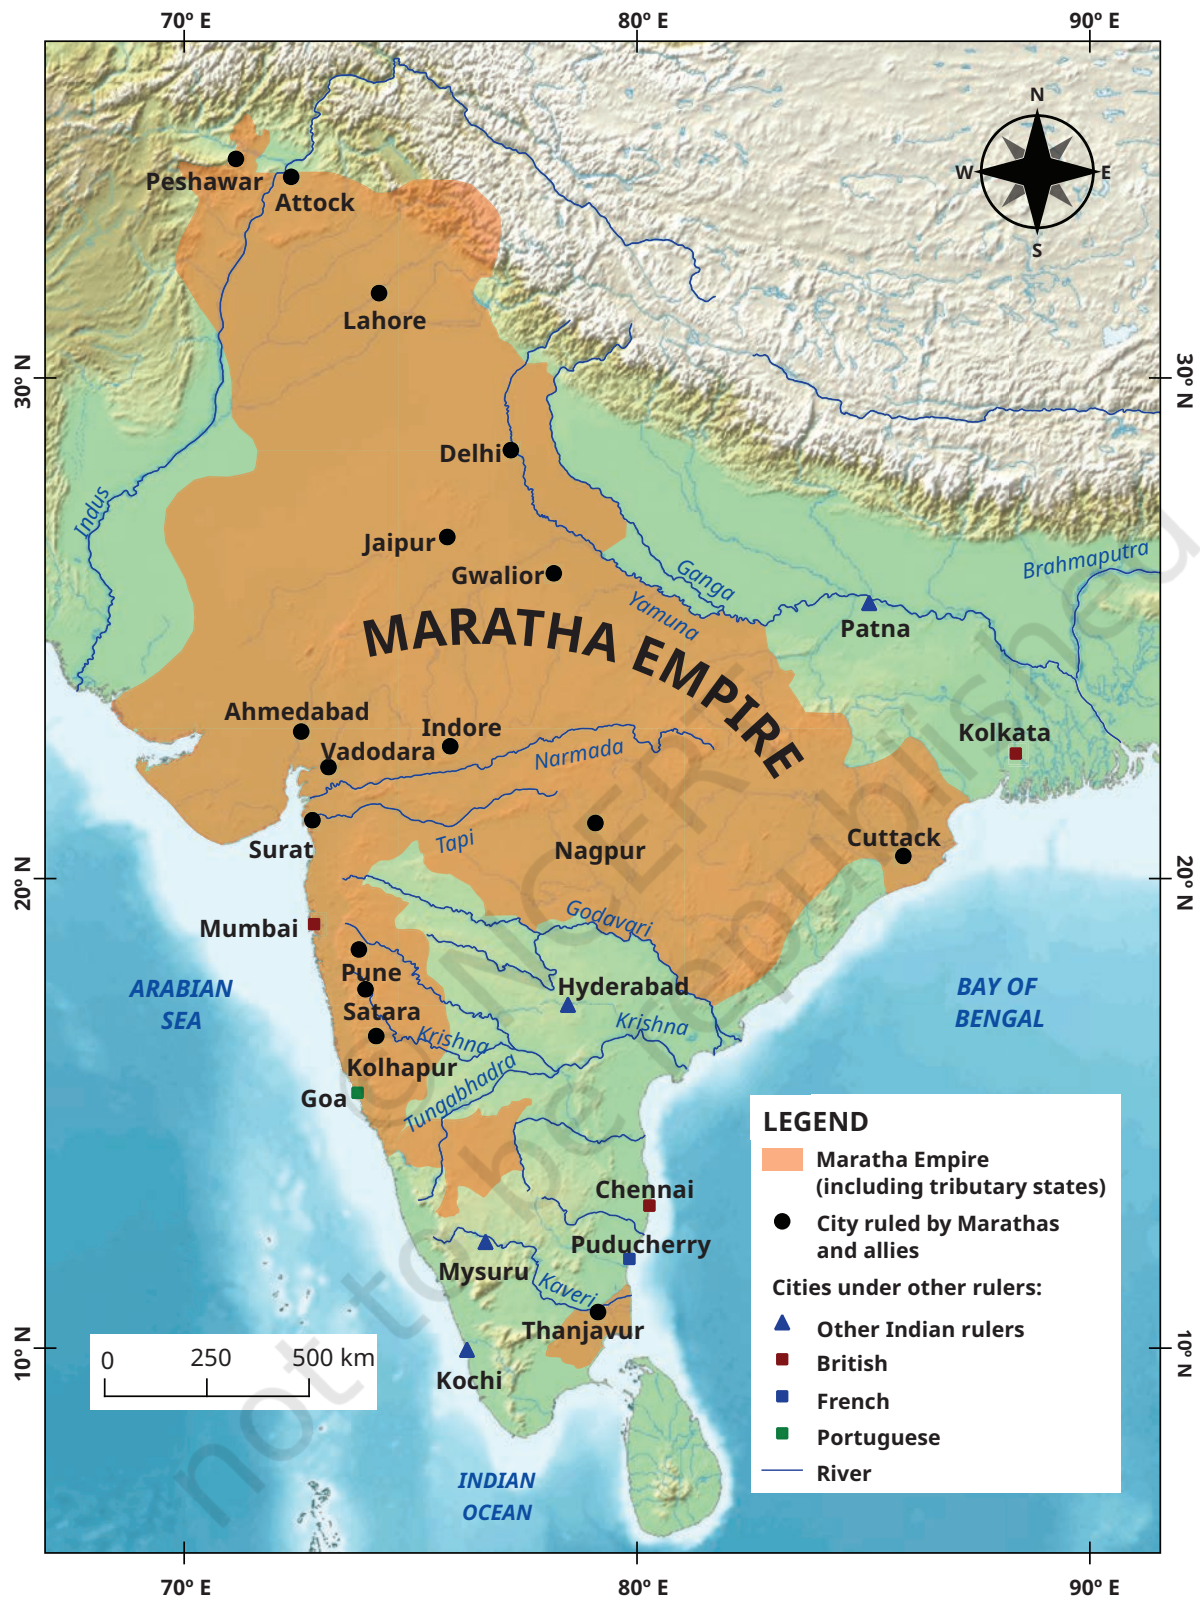 70° E
80° E
90° E
N
W
E
S
Peshawar
Attock
Lahore
30° N
30° N
Delhi
Indus
Jaipur
Gwalior
Ganga
Brahmaputra
Yamuna
Patna
MARATHA EMPIRE
Ahmedabad
Indore
Vadodara
Narmada
Kolkata
Surat
Tapi
Nagpur
Cuttack
20° N
20° N
Mumbai
Godavari
Pune
Hyderabad
ARABIAN
SEA
BAY OF
BENGAL
Satara
Krishna
Krishna
Kolhapur
Tungabhadra
Goa
Chennai
Puducherry
Mysuru
Kaveri
Thanjavur
10° N
10° N
Kochi
0
250
500 km
INDIAN
OCEAN
LEGEND
Maratha Empire
(including tributary states)
City ruled by Marathas
and allies
Cities under other rulers:
Other Indian rulers
British
French
Portuguese
River
70° E
80° E
90° E
© NCERT
not to be republished